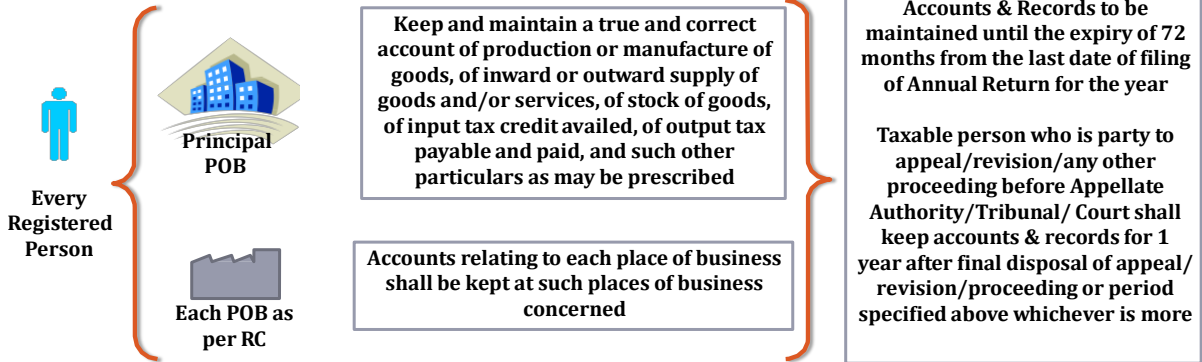 Every
Registered
Person
Principal
POB
Keep and maintain a true and correct
account of production or manufacture of
goods, of inward or outward supply of
goods and/or services, of stock of goods,
of input tax credit availed, of output tax
payable and paid, and such other
particulars as may be prescribed
Each POB as
per RC
Accounts relating to each place of business
shall be kept at such places of business
concerned
Accounts & Records to be
maintained until the expiry of 72
months from the last date of filing
of Annual Return for the year
Taxable person who is party to
appeal/revision/any other
proceeding before Appellate
Authority/Tribunal/ Court shall
keep accounts & records for 1
year after final disposal of appeal/
revision/proceeding or period
specified above whichever is more